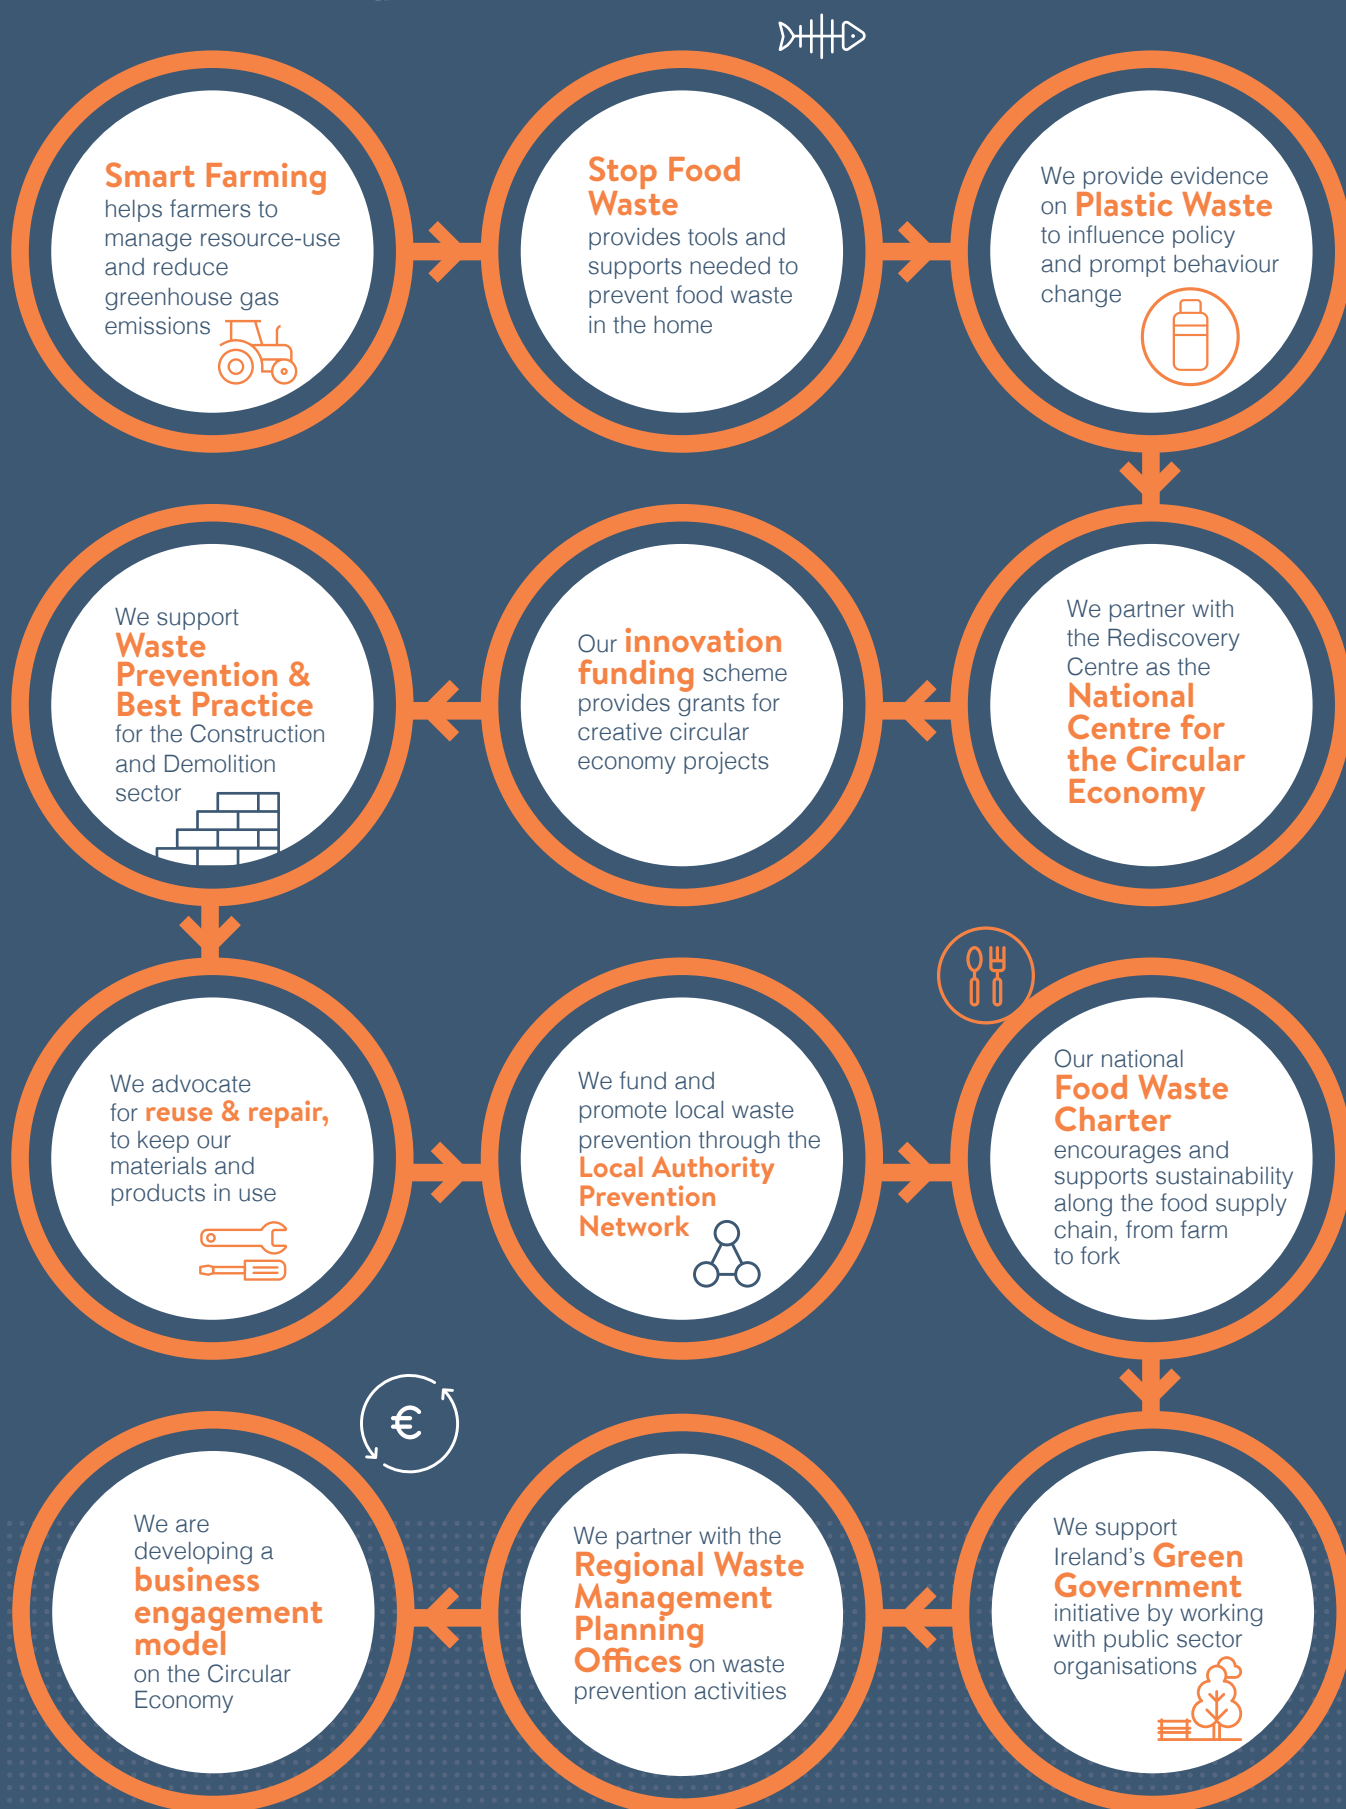 Smart Farming
helps farmers to
manage resource-use
and reduce
greenhouse gas
emissions
Stop Food
Waste
provides tools and
supports needed to
prevent food waste
in the home
We provide evidence
on Plastic Waste
to influence policy
and prompt behaviour
change
We partner with
the Rediscovery
Centre as the
National
Centre for
the Circular
Economy
Our innovation
funding scheme
provides grants for
creative circular
economy projects
We support
Waste
Prevention &
Best Practice
for the Construction
and Demolition
sector
We advocate
for reuse & repair,
to keep our
materials and
products in use
We fund and
promote local waste
prevention through the
Local Authority
Prevention
Network
Our national
Food Waste
Charter
encourages and
supports sustainability
along the food supply
chain, from farm
to fork
We support
Ireland's Green
Government
initiative by working
with public sector
organisations
We partner with the
Regional Waste
Management
Planning
Offices on waste
prevention activities
€
We are
developing a
business
engagement
model
on the Circular
Economy